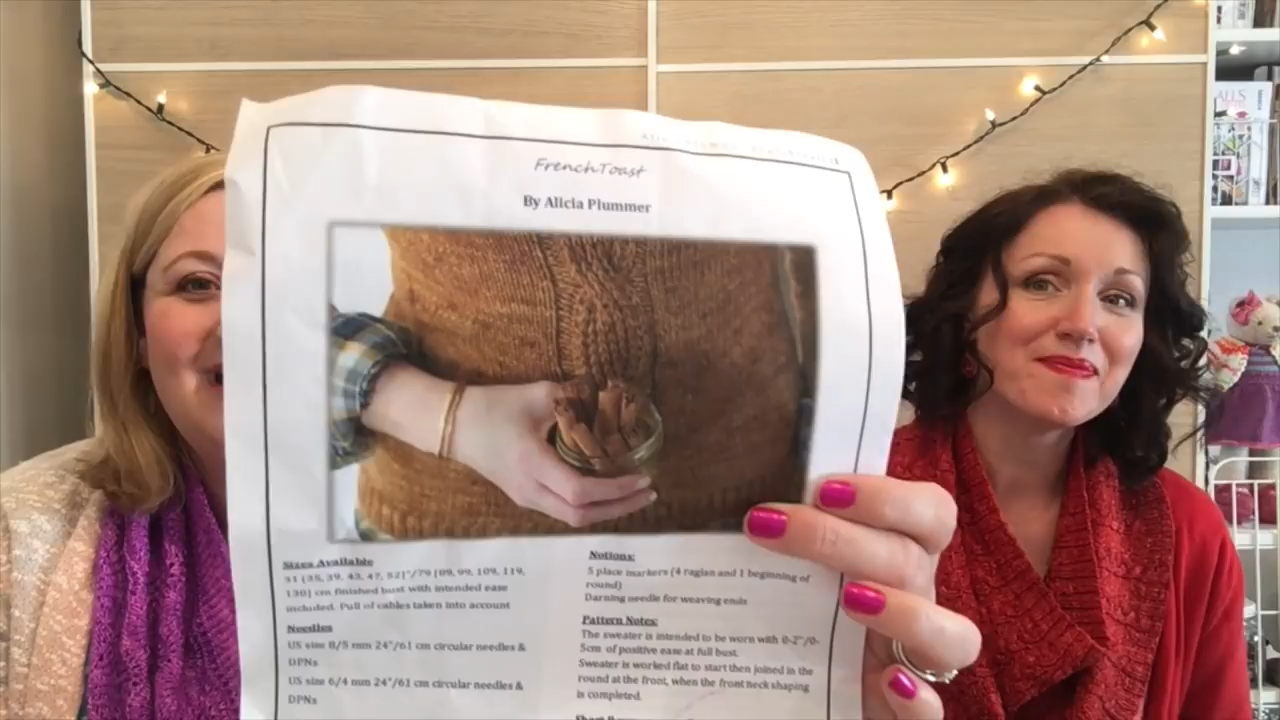 FrenchToast
By Alicia Plummer
Sizes Available
31 [35, 39, 43, 47, 52]"/79 [89, 99, 109, 119,
130] cm finished bust with intended ease
included. Pull of cables taken into account
Needles
US size 8/5 mm 24"/61 cm circular needles &
DPNs
US size 6/4 mm 24"/61 cm circular needles &
DPNs
Notions:
5 place markers (4 raglan and 1 beginning of
round)
Darning needle for weaving ends
Pattern Notes:
The sweater is intended to be worn with 0-2"/0-
5cm of positive ease at full bust.
Sweater is worked flat to start then joined in the
round at the front, when the front neck shaping
is completed.